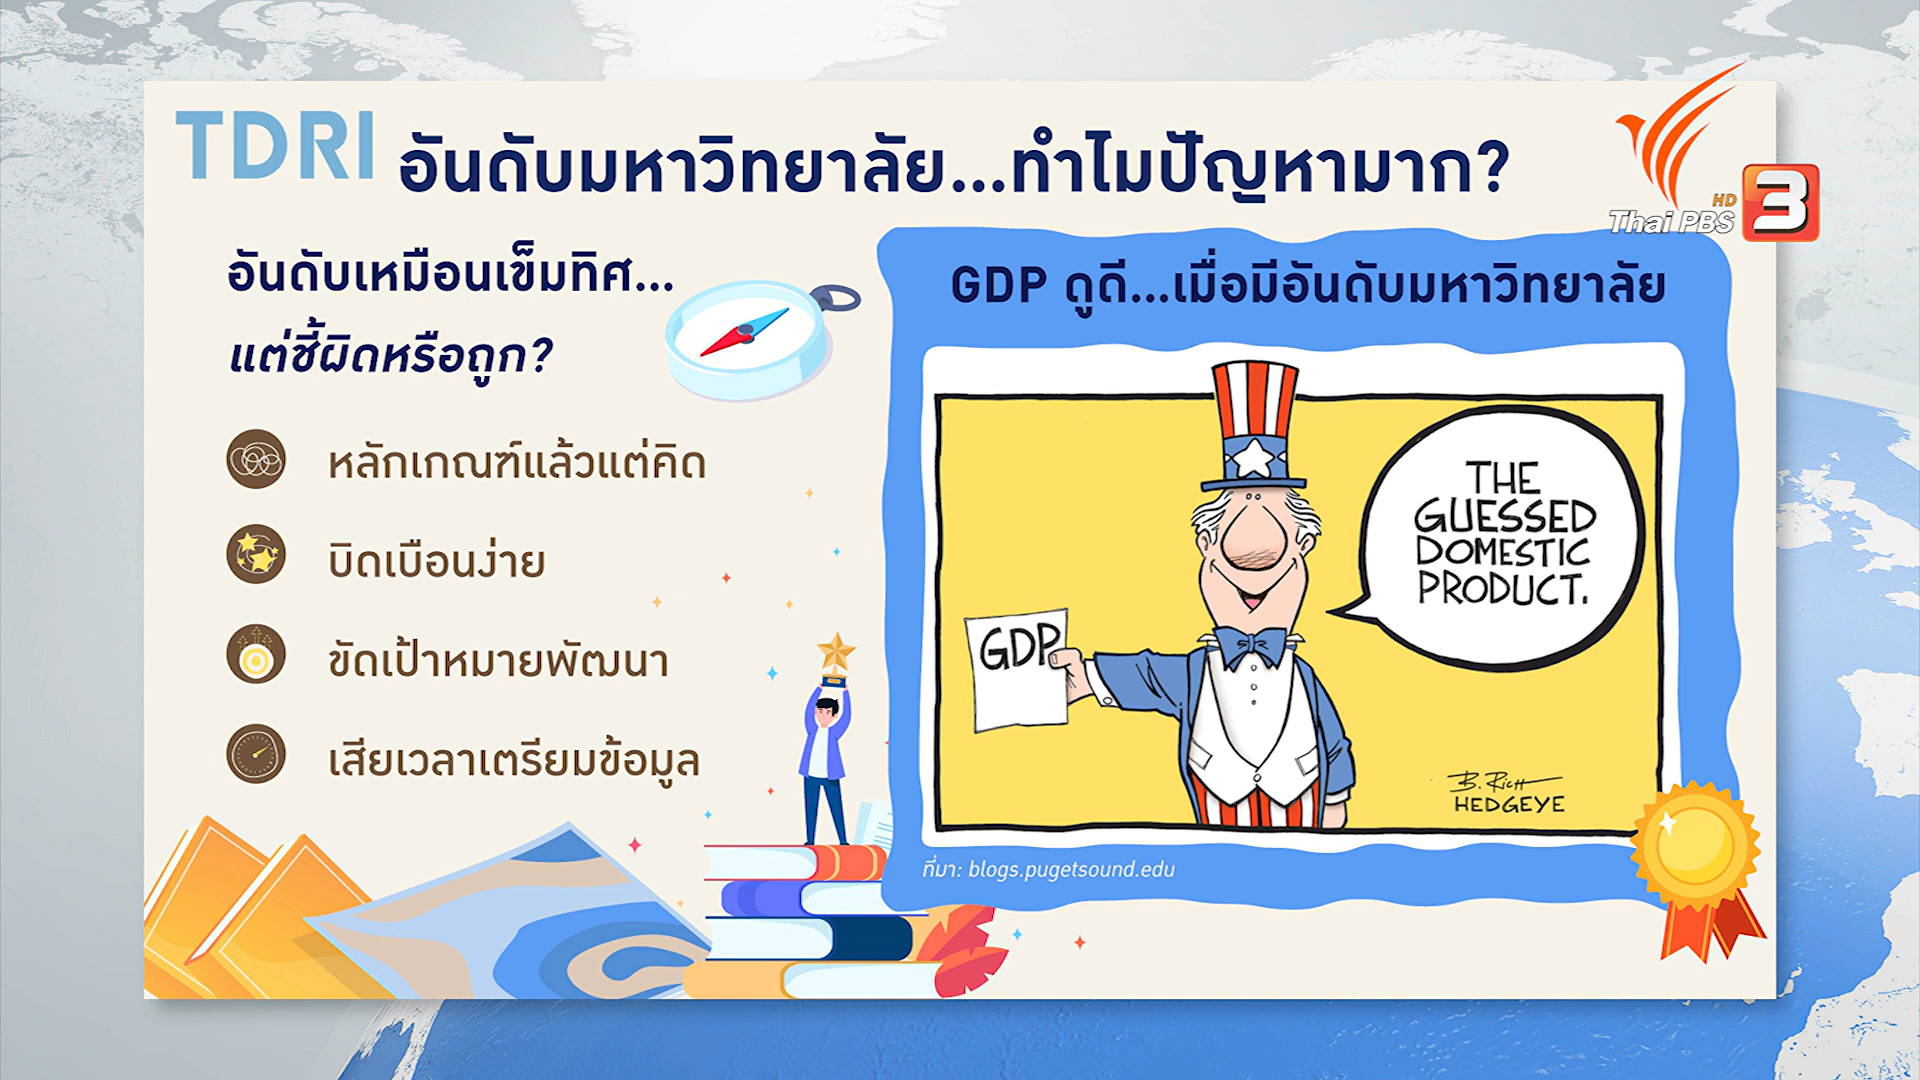 TDRI
อันดับมหาวิทยาลัย...ทำไมปัญหามาก?
HD
Thai PBS
3
อันดับเหมือนเข็มทิศ...
แต่ชี้ผิดหรือถูก?
หลักเกณฑ์แล้วแต่คิด
บิดเบือนง่าย
ขัดเป้าหมายพัฒนา
เสียเวลาเตรียมข้อมูล
GDP ดูดี...เมื่อมีอันดับมหาวิทยาลัย
THE
GUESSED
DOMESTIC
PRODUCT.
GDP
B. RICH
HEDGEYE
ที่มา: blogs.pugetsound.edu